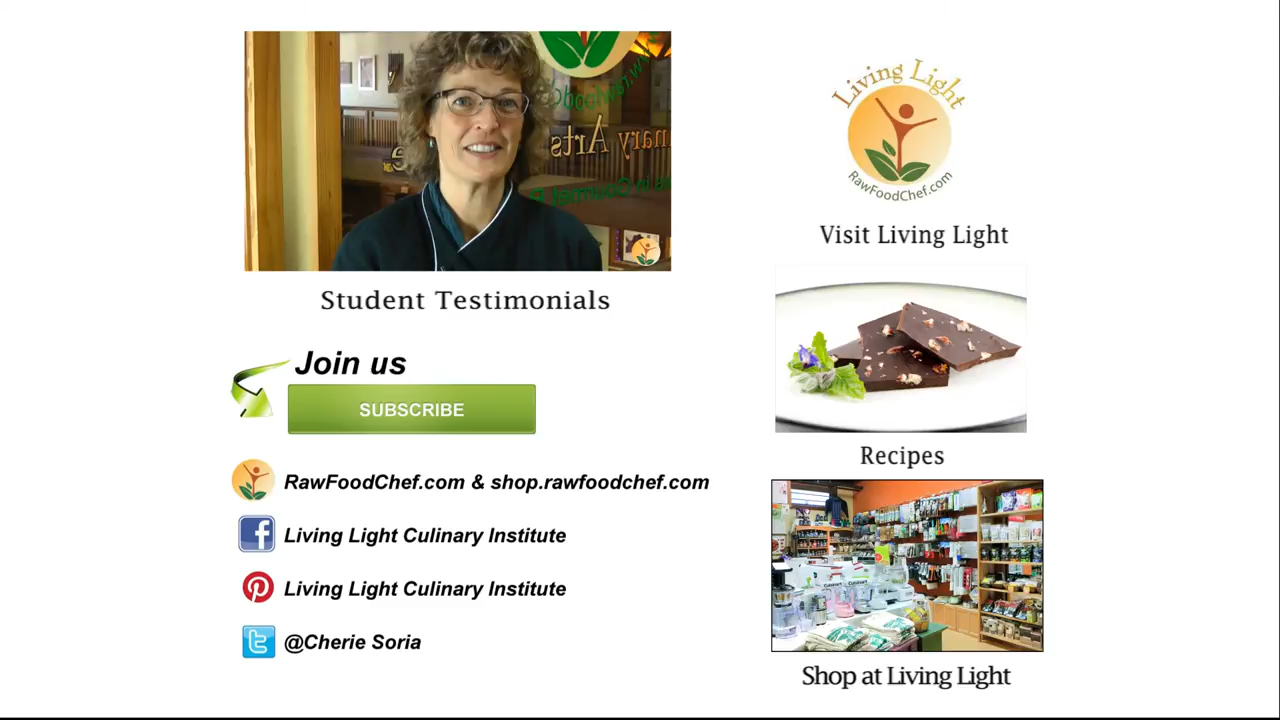 Student Testimonials
Join us
SUBSCRIBE
RawFoodChef.com & shop.rawfoodchef.com
Living Light Culinary Institute
Living Light Culinary Institute
@Cherie Soria
Living Light
RawFoodChef.com
Visit Living Light
Recipes
Shop at Living Light